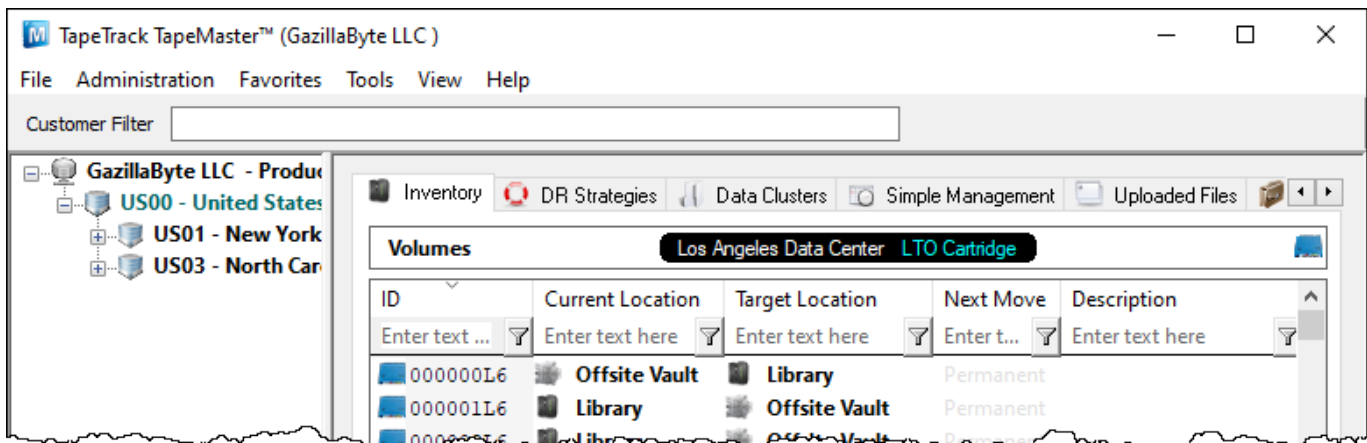 TapeTrack TapeMaster™ (GazillaByte LLC )
File Administration Favorites Tools View Help
Customer Filter
GazillaByte LLC - Produc
US00 - United States
US01 - New York
US03 - North Car
Inventory DR Strategies Data Clusters Simple Management Uploaded Files
Volumes Los Angeles Data Center LTO Cartridge
ID Current Location Target Location Next Move Description
Enter text ... Enter text here Enter text here Enter t... Enter text here
000000L6 Offsite Vault Library Permanent
000001L6 Library Offsite Vault Permanent